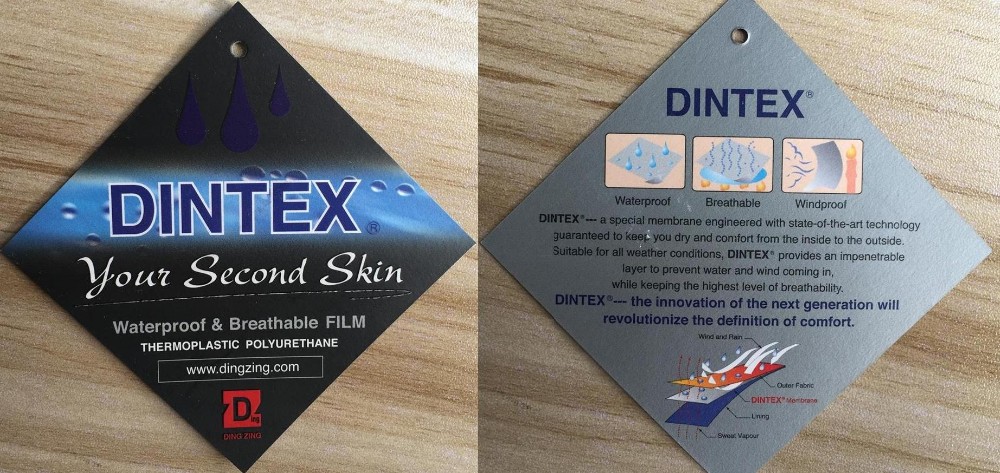 DINTEX®
Your Second Skin
Waterproof & Breathable FILM
THERMOPLASTIC POLYURETHANE
www.dingzing.com
Ding
DING ZING
DINTEX®
Waterproof Breathable Windproof
DINTEX®--- a special membrane engineered with state-of-the-art technology
guaranteed to keep you dry and comfort from the inside to the outside.
Suitable for all weather conditions, DINTEX® provides an impenetrable
layer to prevent water and wind coming in,
while keeping the highest level of breathability.
DINTEX®--- the innovation of the next generation will
revolutionize the definition of comfort.
Wind and Rain
Outer Fabric
DINTEX® Membrane
Lining
Sweat Vapour